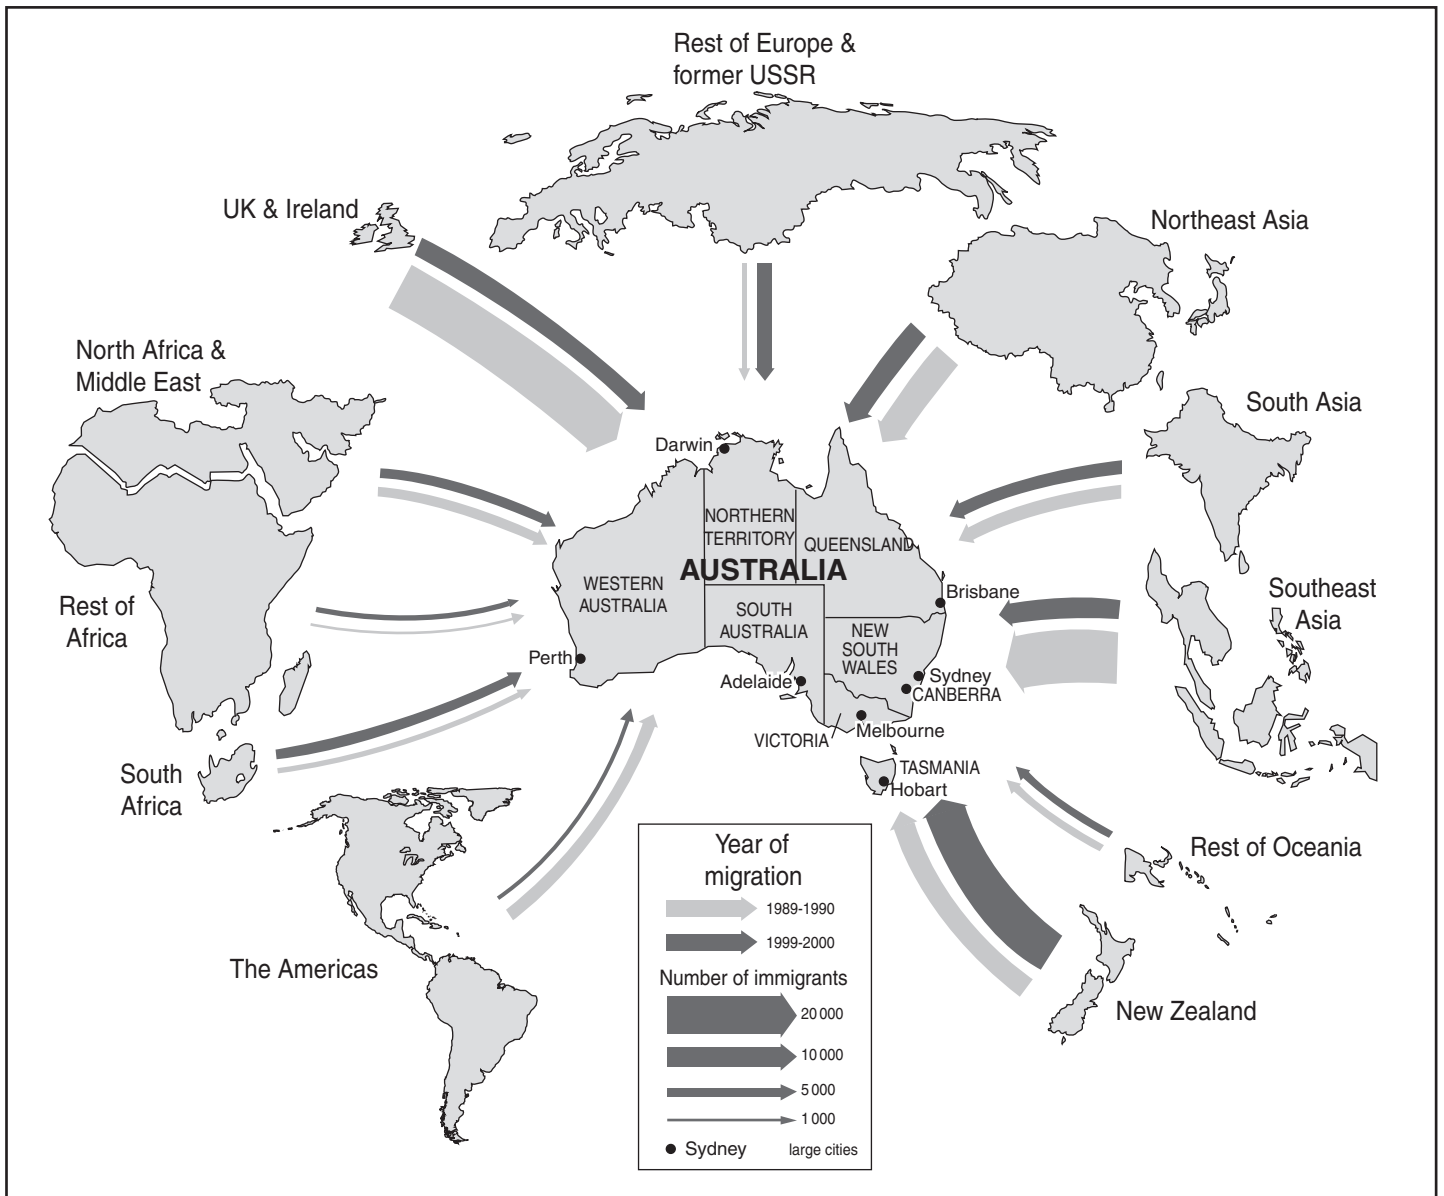 Rest of Europe &
former USSR
UK & Ireland
Northeast Asia
North Africa &
Middle East
South Asia
Darwin
NORTHERN
TERRITORY
QUEENSLAND
AUSTRALIA
WESTERN
AUSTRALIA
Brisbane
Southeast
Asia
Rest of
Africa
SOUTH
AUSTRALIA
NEW
SOUTH
WALES
Perth
Adelaide
Sydney
CANBERRA
VICTORIA
Melbourne
South
Africa
TASMANIA
Hobart
Rest of Oceania
The Americas
New Zealand
Year of
migration
1989-1990
1999-2000
Number of immigrants
20 000
10 000
5 000
1 000
Sydney large cities